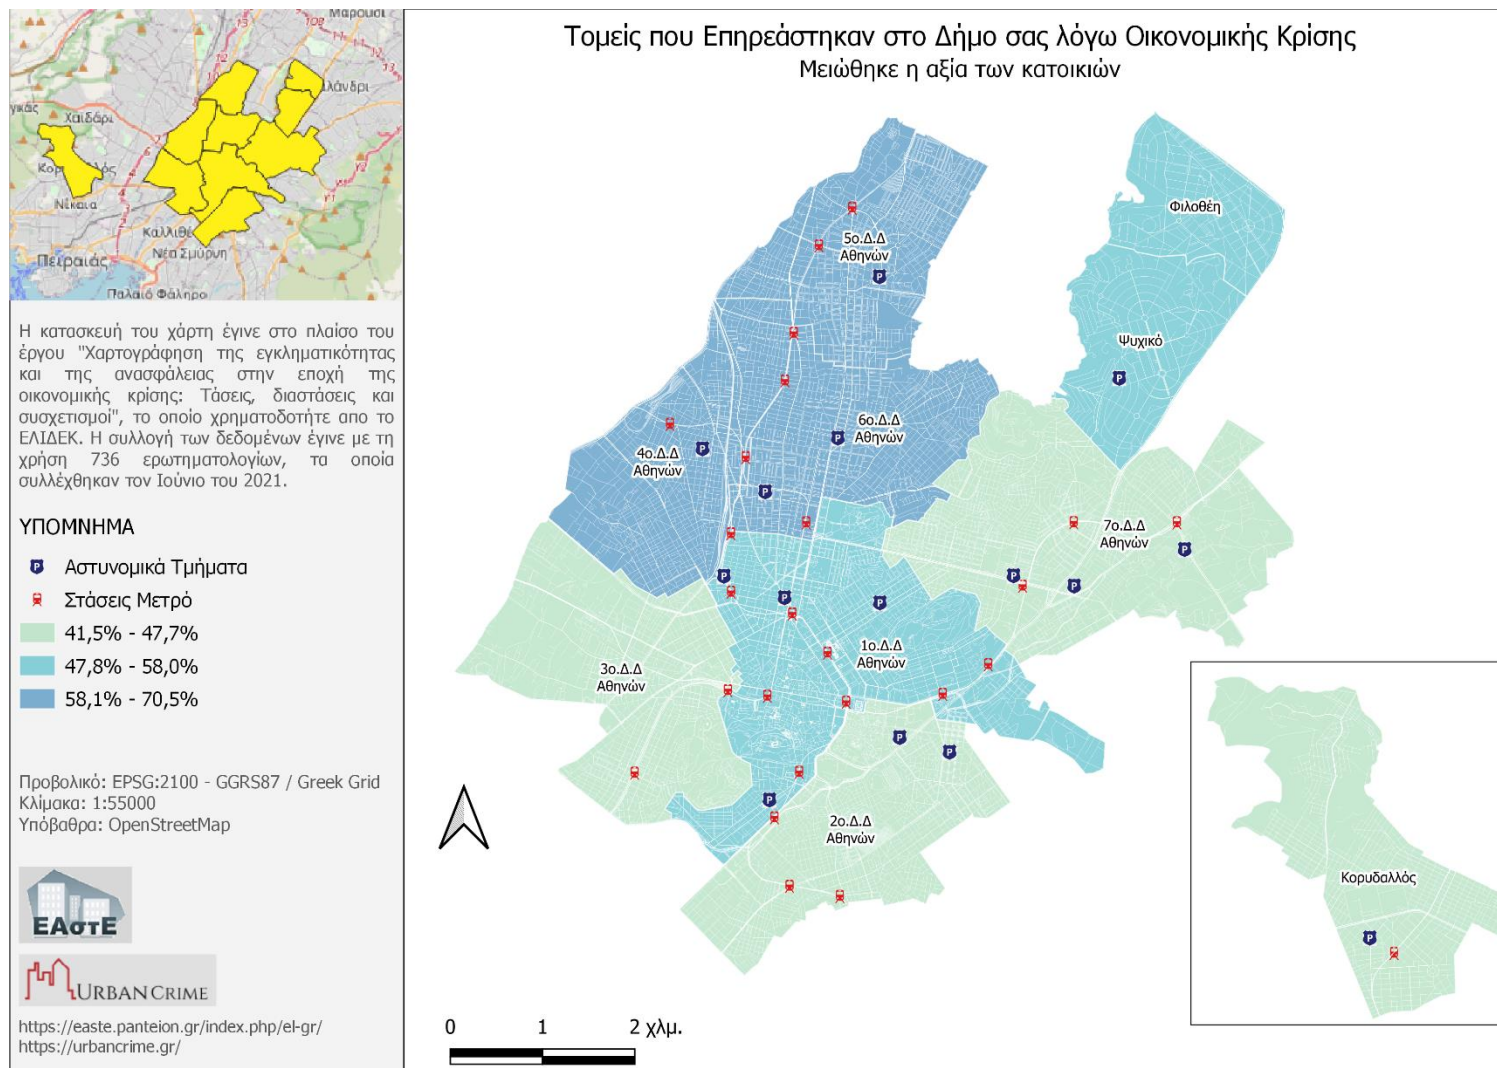 Τομείς που Επηρεάστηκαν στο Δήμο σας λόγω Οικονομικής Κρίσης
Μειώθηκε η αξία των κατοικιών
Μαρούσι
Χαϊδάρι
Νίκαια
Καλλιθέ
Νέα Σμύρνη
Πειραιάς
Παλαιό Φάληρο
Η κατασκευή του χάρτη έγινε στο πλαίσο του
έργου "Χαρτογράφηση της εγκληματικότητας
και της ανασφάλειας στην εποχή της
οικονομικής κρίσης: Τάσεις, διαστάσεις και
συσχετισμοί", το οποίο χρηματοδοτήτε απο το
ΕΛΙΔΕΚ. Η συλλογή των δεδομένων έγινε με τη
χρήση 736 ερωτηματολογίων, τα οποία
συλλέχθηκαν τον Ιούνιο του 2021.
ΥΠΟΜΝΗΜΑ
Αστυνομικά Τμήματα
Στάσεις Μετρό
41,5% - 47,7%
47,8% - 58,0%
58,1% - 70,5%
Προβολικό: EPSG:2100 - GGRS87 / Greek Grid
Κλίμακα: 1:55000
Υπόβαθρα: OpenStreetMap
ΕΑστΕ
URBAN CRIME
https://easte.panteion.gr/index.php/el-gr/
https://urbancrime.gr/
Φιλοθέη
Ψυχικό
5ο.Δ.Δ
Αθηνών
6ο.Δ.Δ
Αθηνών
4ο.Δ.Δ
Αθηνών
7ο.Δ.Δ
Αθηνών
1ο.Δ.Δ
Αθηνών
3ο.Δ.Δ
Αθηνών
2ο.Δ.Δ
Αθηνών
Κορυδαλλός
0 1 2 χλμ.